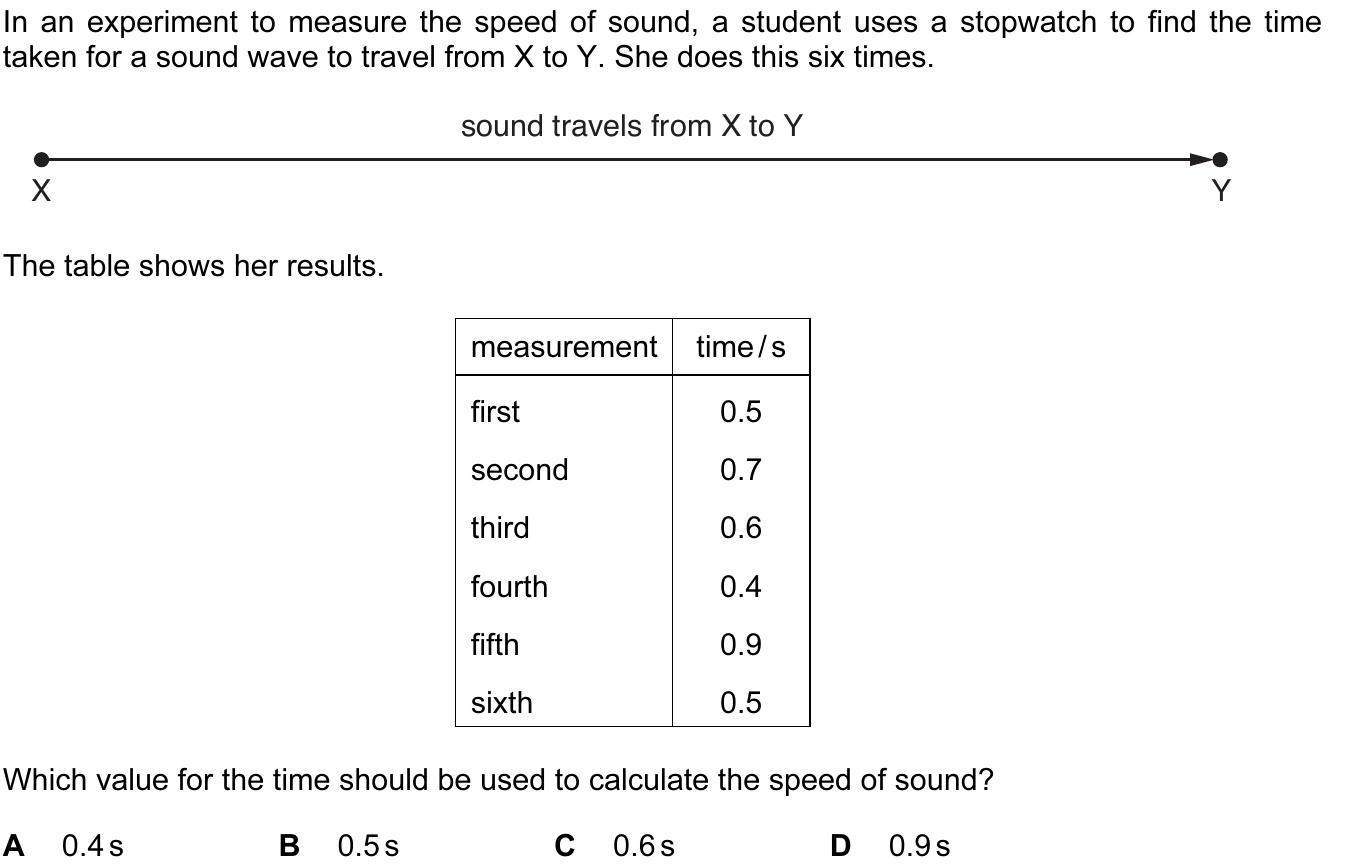 In an experiment to measure the speed of sound, a student uses a stopwatch to find the time
taken for a sound wave to travel from X to Y. She does this six times.
sound travels from X to Y
X Y
The table shows her results.
measurement time / s
first 0.5
second 0.7
third 0.6
fourth 0.4
fifth 0.9
sixth 0.5
Which value for the time should be used to calculate the speed of sound?
A 0.4 s B 0.5 s C 0.6 s D 0.9 s